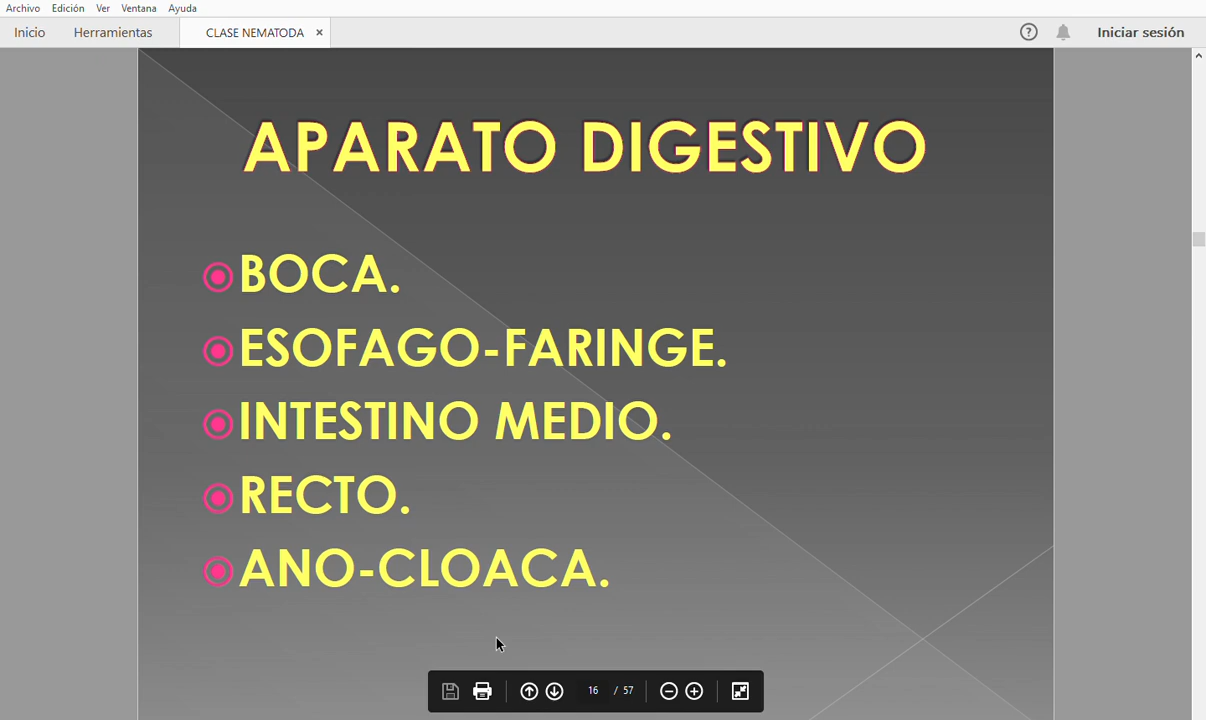 Archivo Edición Ver Ventana Ayuda
Inicio Herramientas CLASE NEMATODA × ? Iniciar sesión
APARATO DIGESTIVO
BOCA.
ESOFAGO-FARINGE.
INTESTINO MEDIO.
RECTO.
ANO-CLOACA.
16 / 57